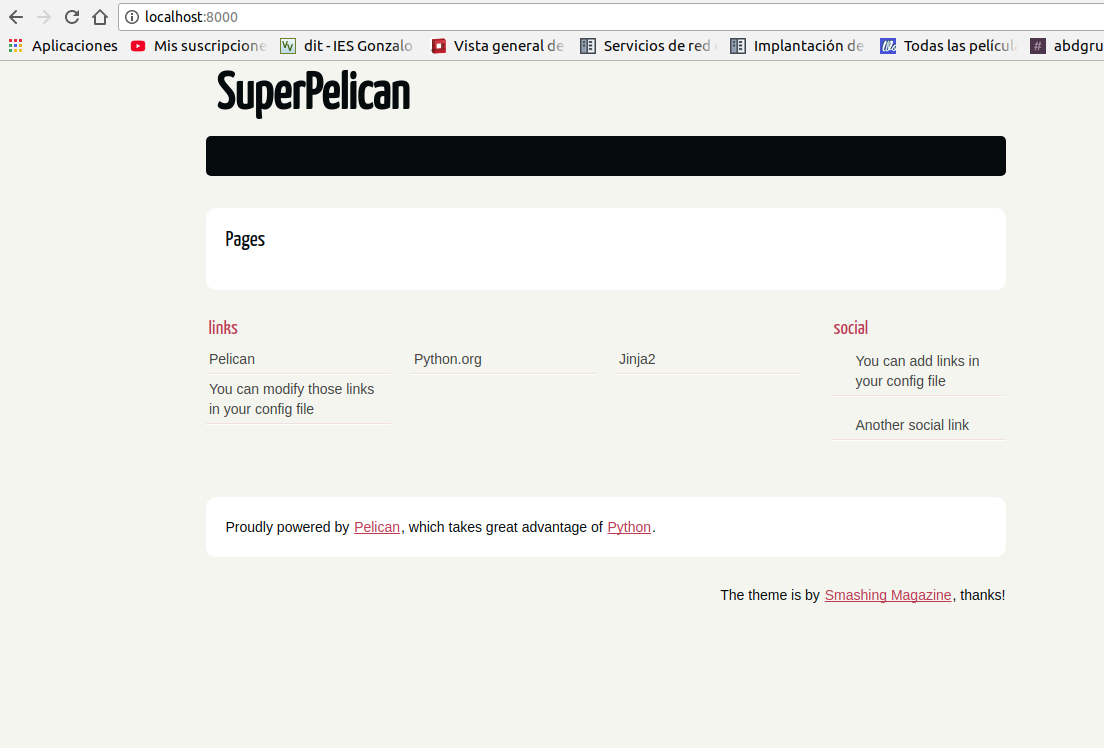 localhost:8000
Aplicaciones Mis suscripcione dit - IES Gonzalo Vista general de Servicios de red Implantación de Todas las pelícu abdgru
SuperPelican
Pages
links social
Pelican Python.org Jinja2
You can add links in
your config file
You can modify those links
in your config file
Another social link
Proudly powered by Pelican, which takes great advantage of Python.
The theme is by Smashing Magazine, thanks!